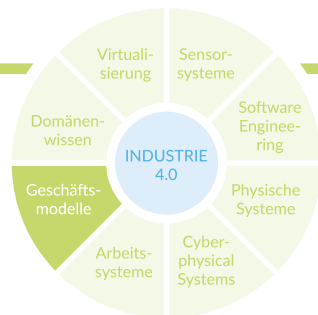 Virtuali-
sierung
Sensor-
systeme
Domänen-
wissen
Software
Enginee-
ring
INDUSTRIE
4.0
Geschäfts-
modelle
Physische
Systeme
Arbeits-
systeme
Cyber-
physical
Systems